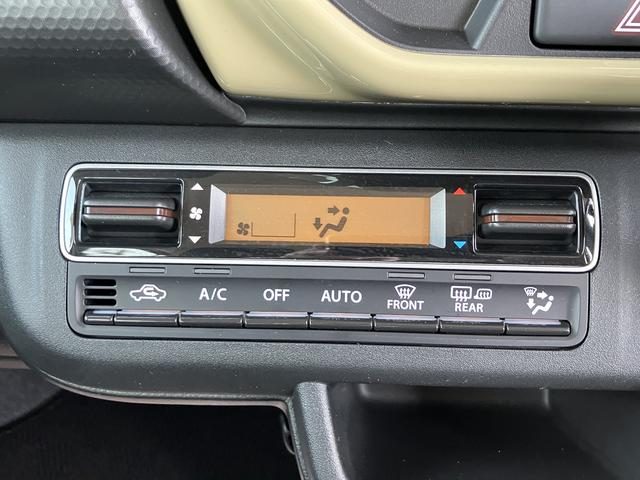 A/C OFF AUTO FRONT REAR